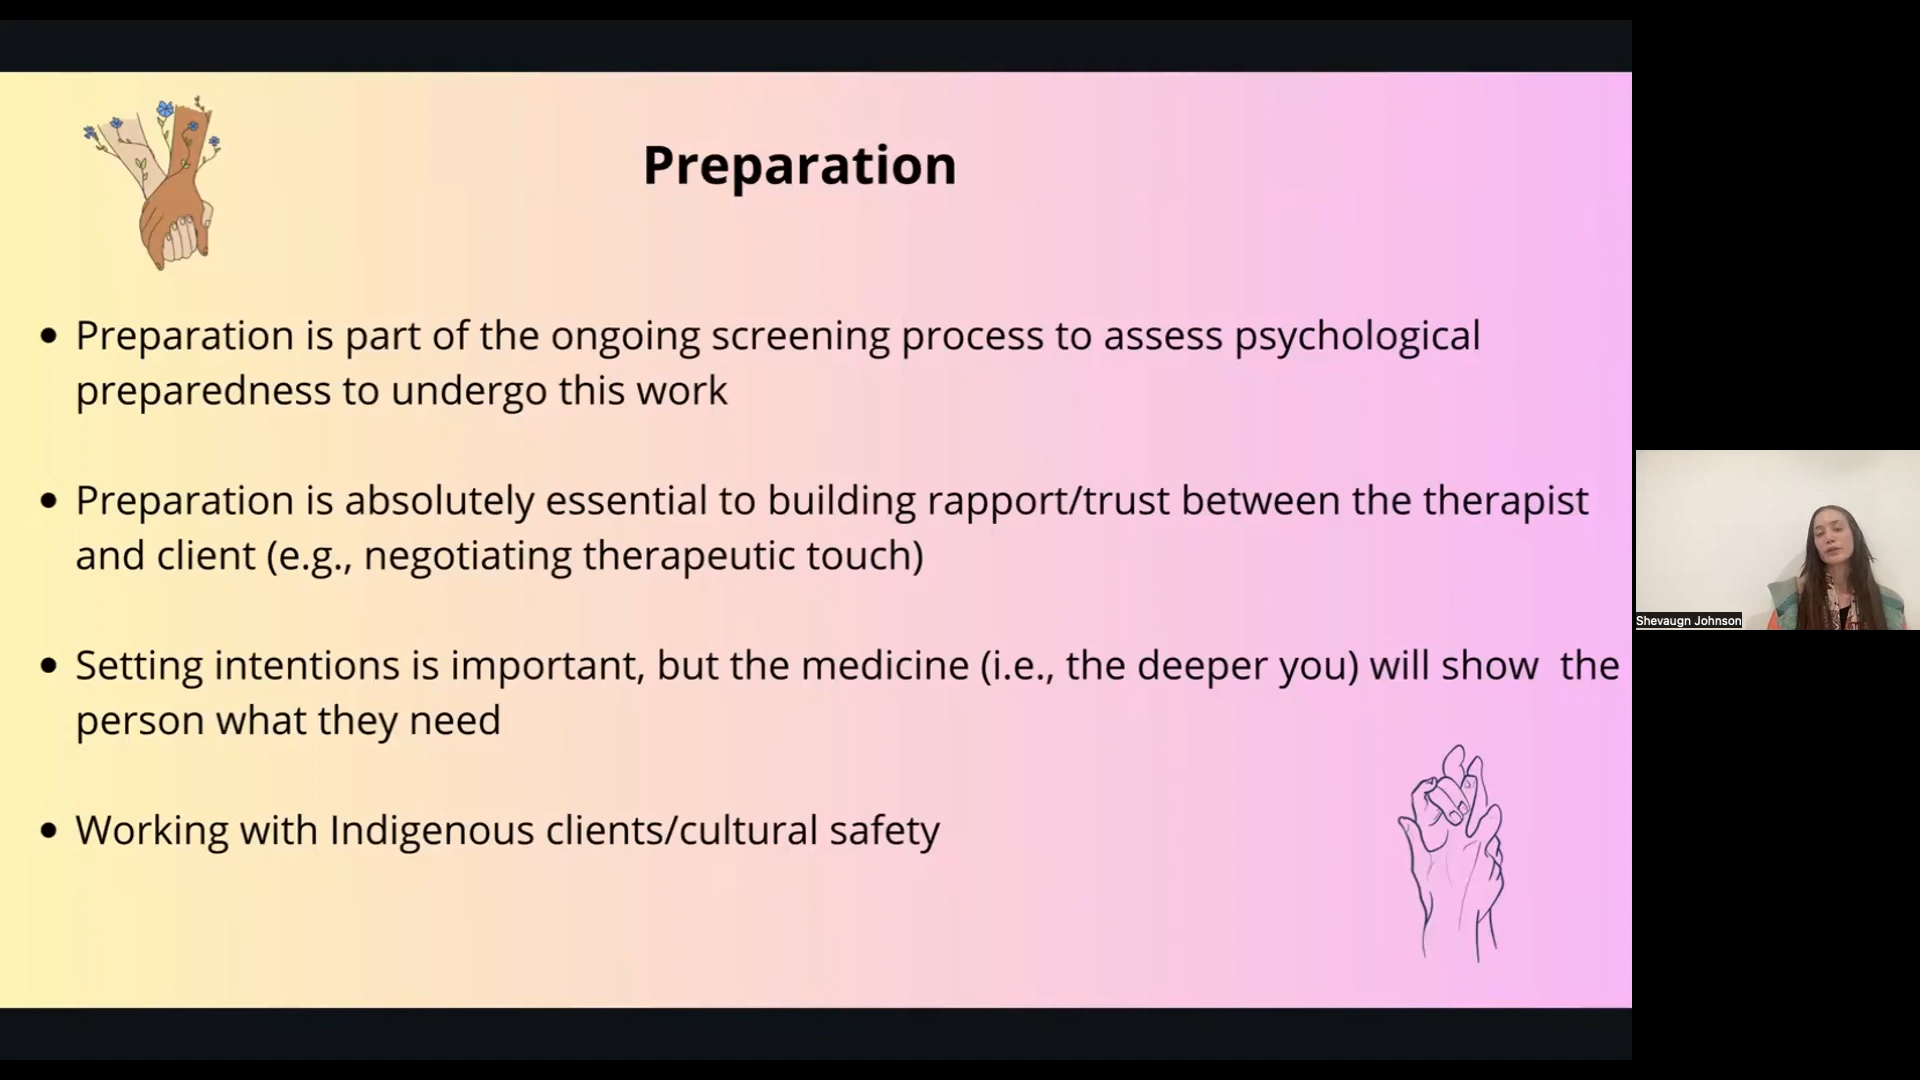 Preparation
• Preparation is part of the ongoing screening process to assess psychological
preparedness to undergo this work
• Preparation is absolutely essential to building rapport/trust between the therapist
and client (e.g., negotiating therapeutic touch)
• Setting intentions is important, but the medicine (i.e., the deeper you) will show  the
person what they need
• Working with Indigenous clients/cultural safety
Shevaugn Johnson